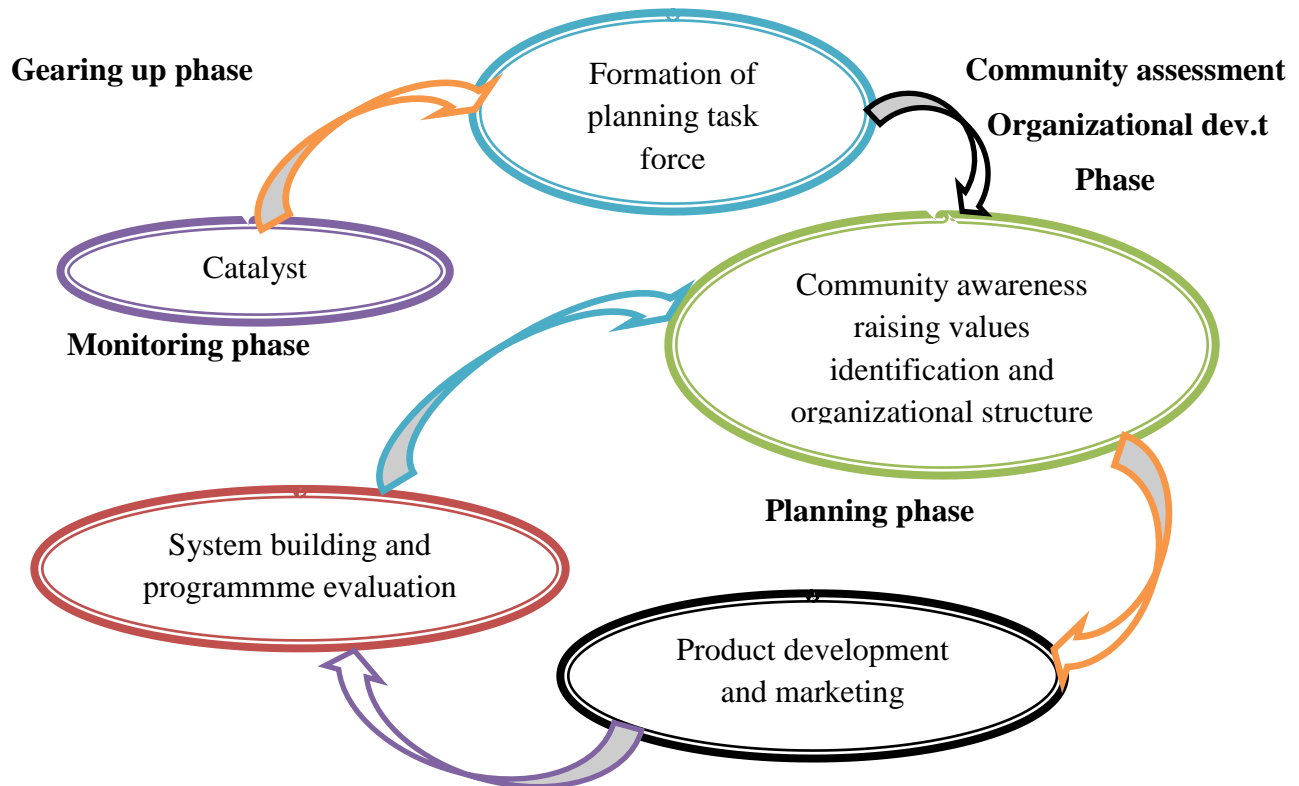 Gearing up phase
Formation of
planning task
force
Community assessment
Organizational dev.t
Phase
Catalyst
Monitoring phase
Community awareness
raising values
identification and
organizational structure
Planning phase
System building and
programmme evaluation
Product development
and marketing